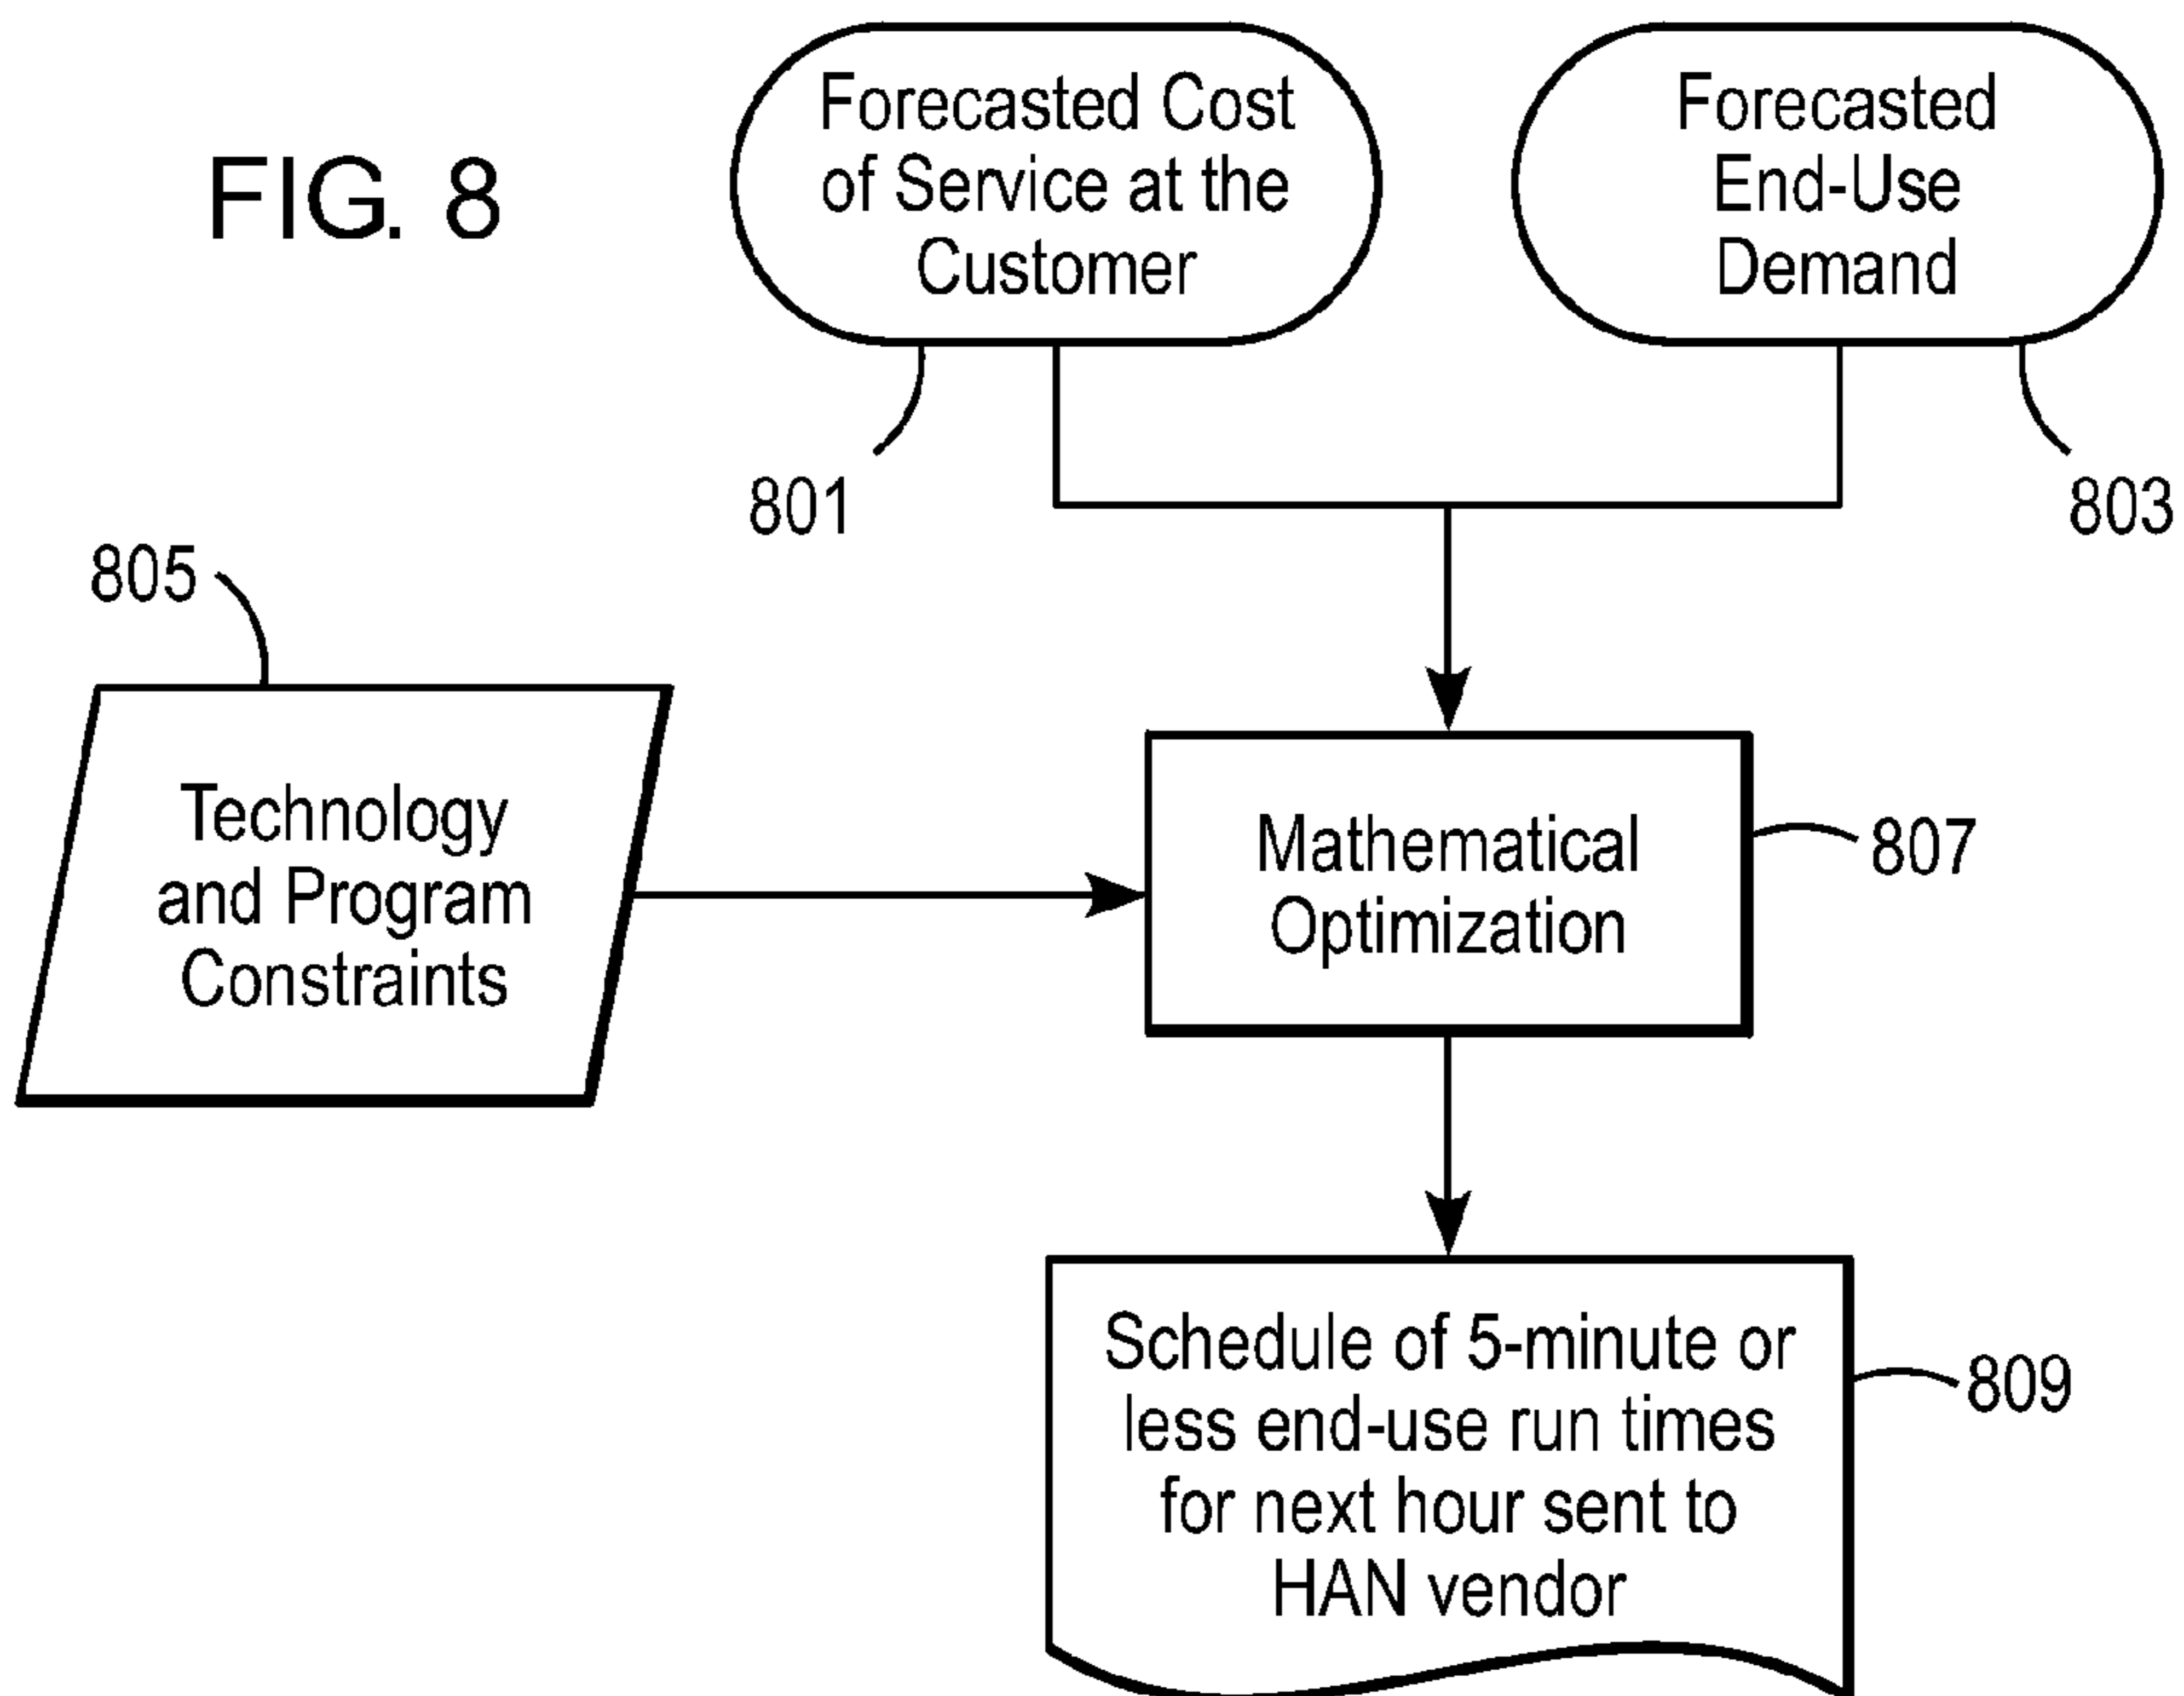 FIG. 8
Forecasted Cost
of Service at the
Customer
Forecasted
End-Use
Demand
801
803
805
Technology
and Program
Constraints
Mathematical
Optimization
807
Schedule of 5-minute or
less end-use run times
for next hour sent to
HAN vendor
809